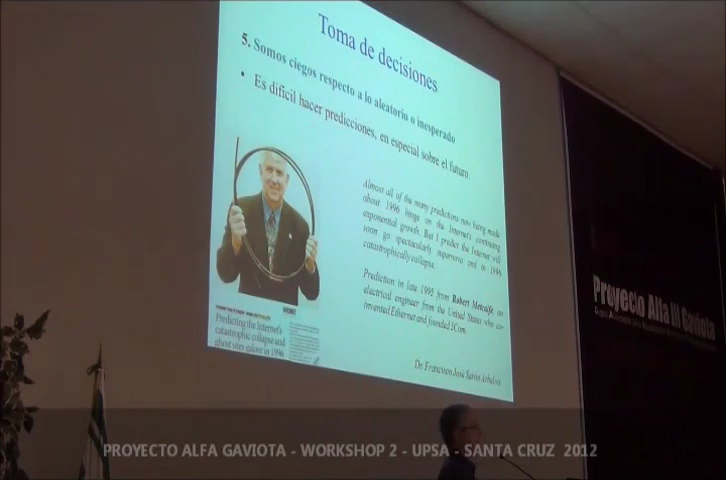 Toma de decisiones
5. Somos ciegos respecto a lo aleatorio o inesperado
• Es difícil hacer predicciones, en especial sobre el futuro.
Almost all of the many predictions now being made
about 1996 hinge on the Internet's continuing
exponential growth. But I predict the Internet will
soon go spectacularly supernova and in 1996
catastrophically collapse.
Prediction in late 1995 from Robert Metcalfe, an
electrical engineer from the United States who co-
invented Ethernet and founded 3Com.
Predicting the Internet's
catastrophic collapse and
ghost sites galore in 1996
Dr. Francisco José
Proyecto Alfa III Gaviota
PROYECTO ALFA GAVIOTA - WORKSHOP 2 - UPSA - SANTA CRUZ 2012